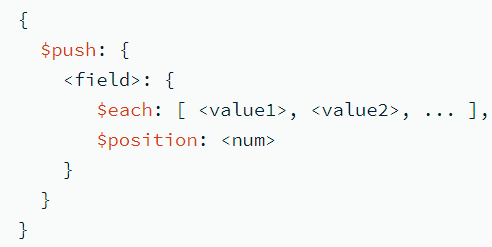 {
$push: {
<field>: {
$each: [ <value1>, <value2>, ... ],
$position: <num>
}
}
}